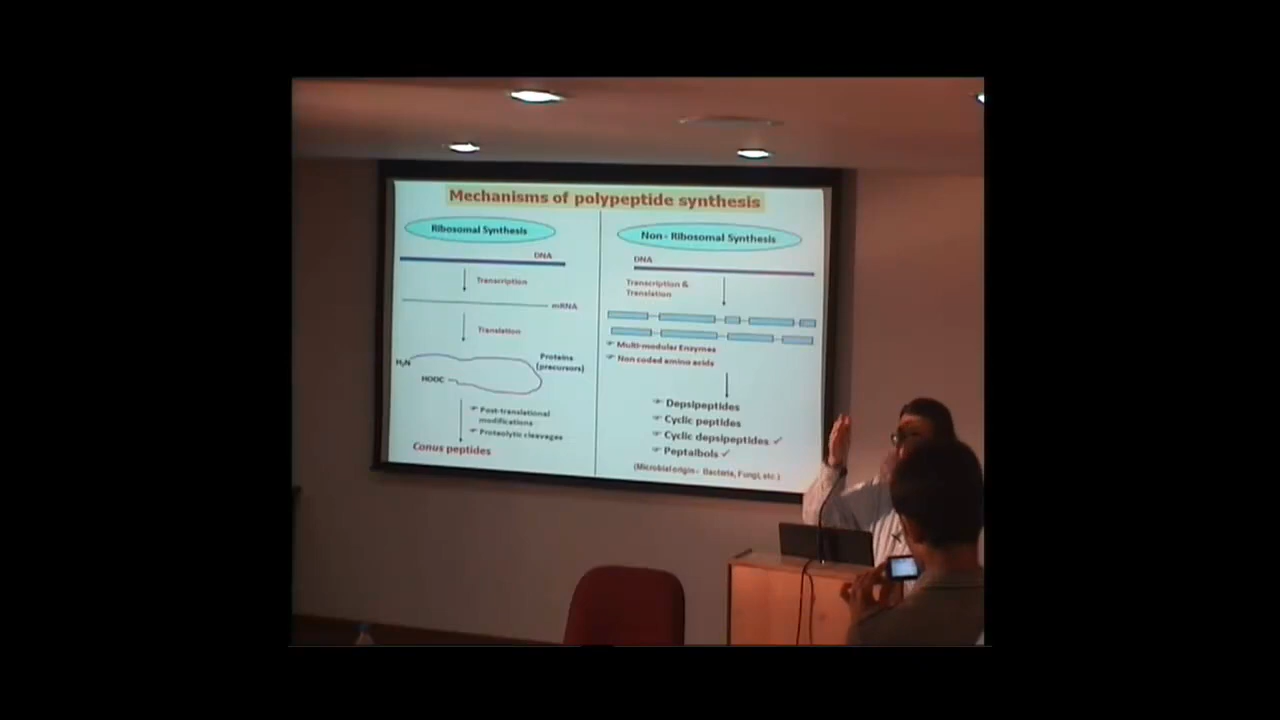 Mechanisms of polypeptide synthesis
Ribosomal Synthesis
DNA
Transcription
mRNA
Translation
H₂N
HOOC
Proteins
(precursors)
Post-translational
modifications
Proteolytic cleavages
Conus peptides
Non - Ribosomal Synthesis
DNA
Transcription &
Translation
Multi-modular Enzymes
Non coded amino acids
Depsipeptides
Cyclic peptides
Cyclic depsipeptides ✓
Peptaibols ✓
(Microbial origin - Bacteria, Fungi, etc.)